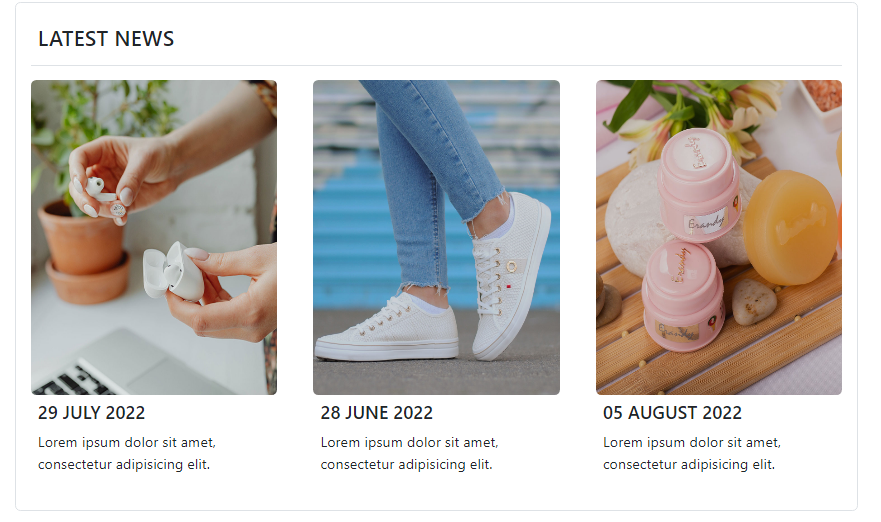 LATEST NEWS
Erandy
29 JULY 2022
Lorem ipsum dolor sit amet,
consectetur adipisicing elit.
28 JUNE 2022
Lorem ipsum dolor sit amet,
consectetur adipisicing elit.
05 AUGUST 2022
Lorem ipsum dolor sit amet,
consectetur adipisicing elit.